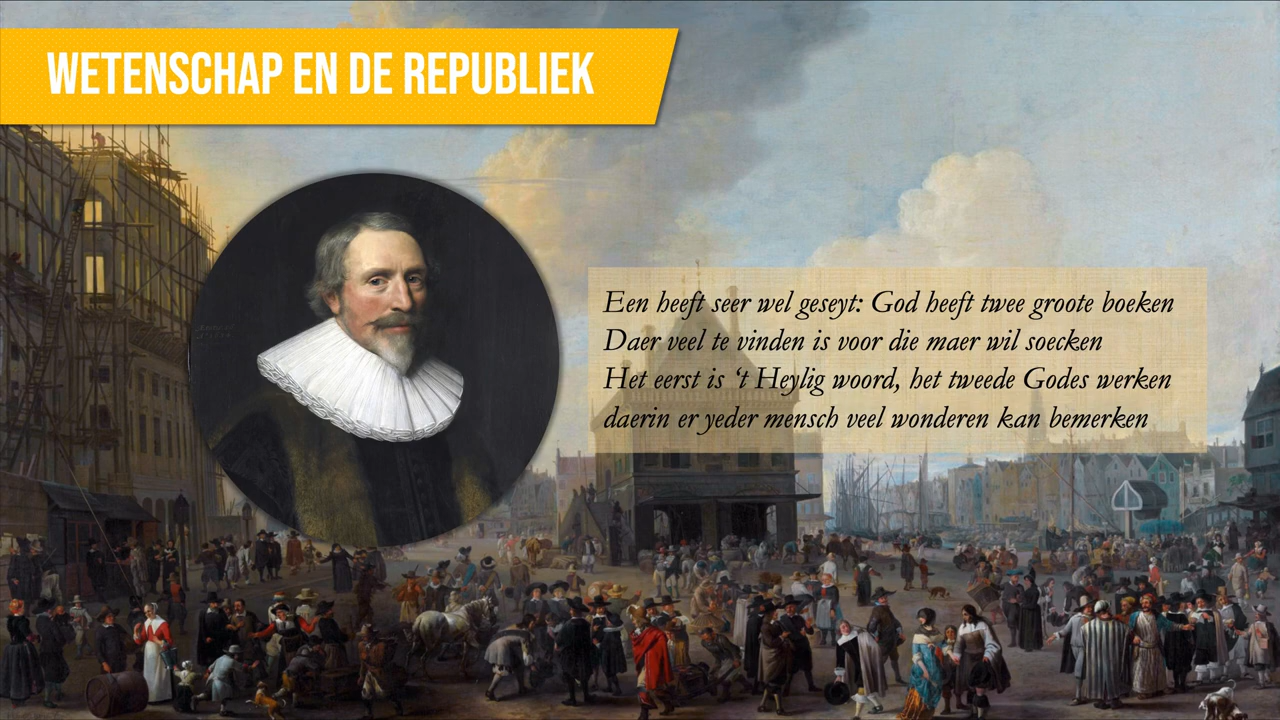 WETENSCHAP EN DE REPUBLIEK
Een heeft seer wel geseyt: God heeft twee groote boeken
Daer veel te vinden is voor die maer wil soecken
Het eerst is ‘t Heylig woord, het tweede Godes werken
daerin er yeder mensch veel wonderen kan bemerken